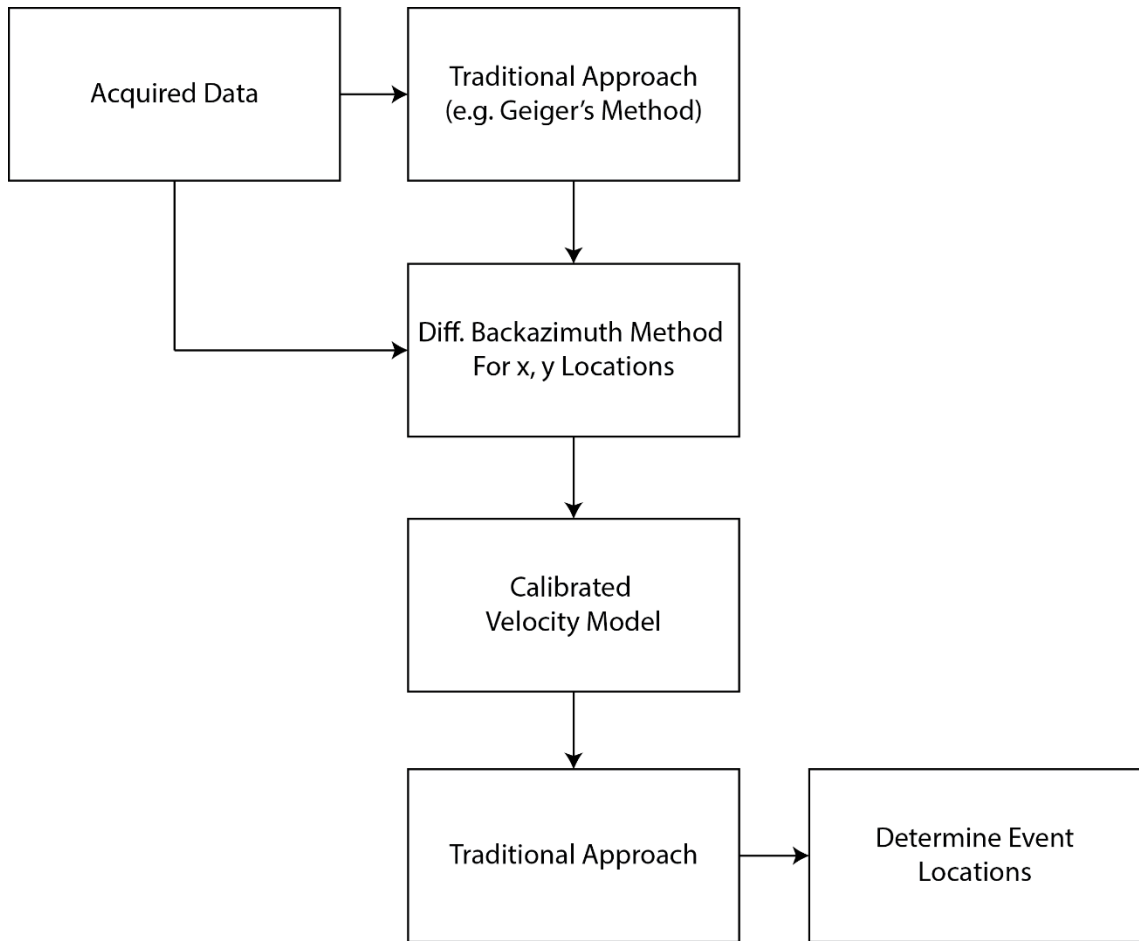 Acquired Data
Traditional Approach
(e.g. Geiger’s Method)
Diff. Backazimuth Method
For x, y Locations
Calibrated
Velocity Model
Traditional Approach
Determine Event
Locations